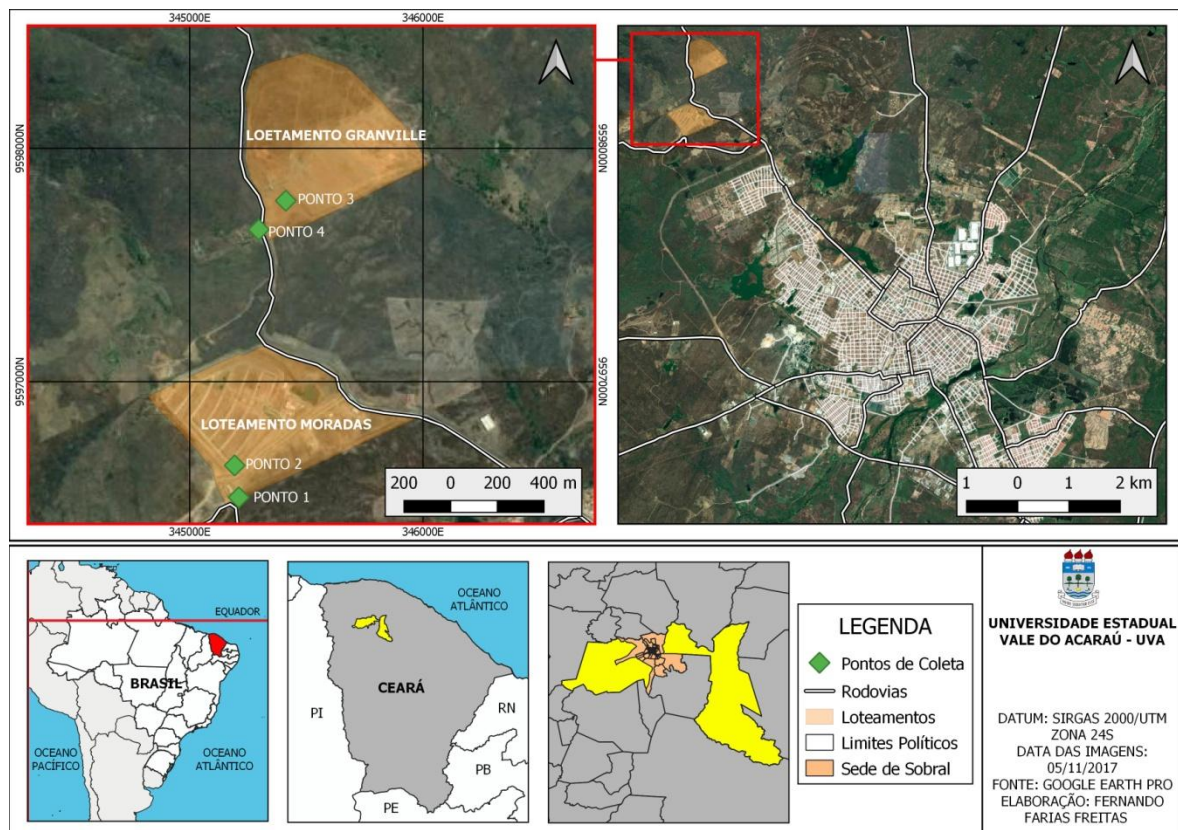 345000E
346000E
9598000N
9597000N
LOETAMENTO GRANVILLE
PONTO 3
PONTO 4
LOTEAMENTO MORADAS
PONTO 2
PONTO 1
200 0 200 400 m
345000E
346000E
9598000N
9597000N
1 0 1 2 km
EQUADOR
BRASIL
OCEANO
PACÍFICO
OCEANO
ATLÂNTICO
OCEANO
ATLÂNTICO
CEARÁ
PI
RN
PB
PE
LEGENDA
Pontos de Coleta
Rodovias
Loteamentos
Limites Políticos
Sede de Sobral
UNIVERSIDADE ESTADUAL
VALE DO ACARAÚ - UVA
DATUM: SIRGAS 2000/UTM
ZONA 24S
DATA DAS IMAGENS:
05/11/2017
FONTE: GOOGLE EARTH PRO
ELABORAÇÃO: FERNANDO
FARIAS FREITAS